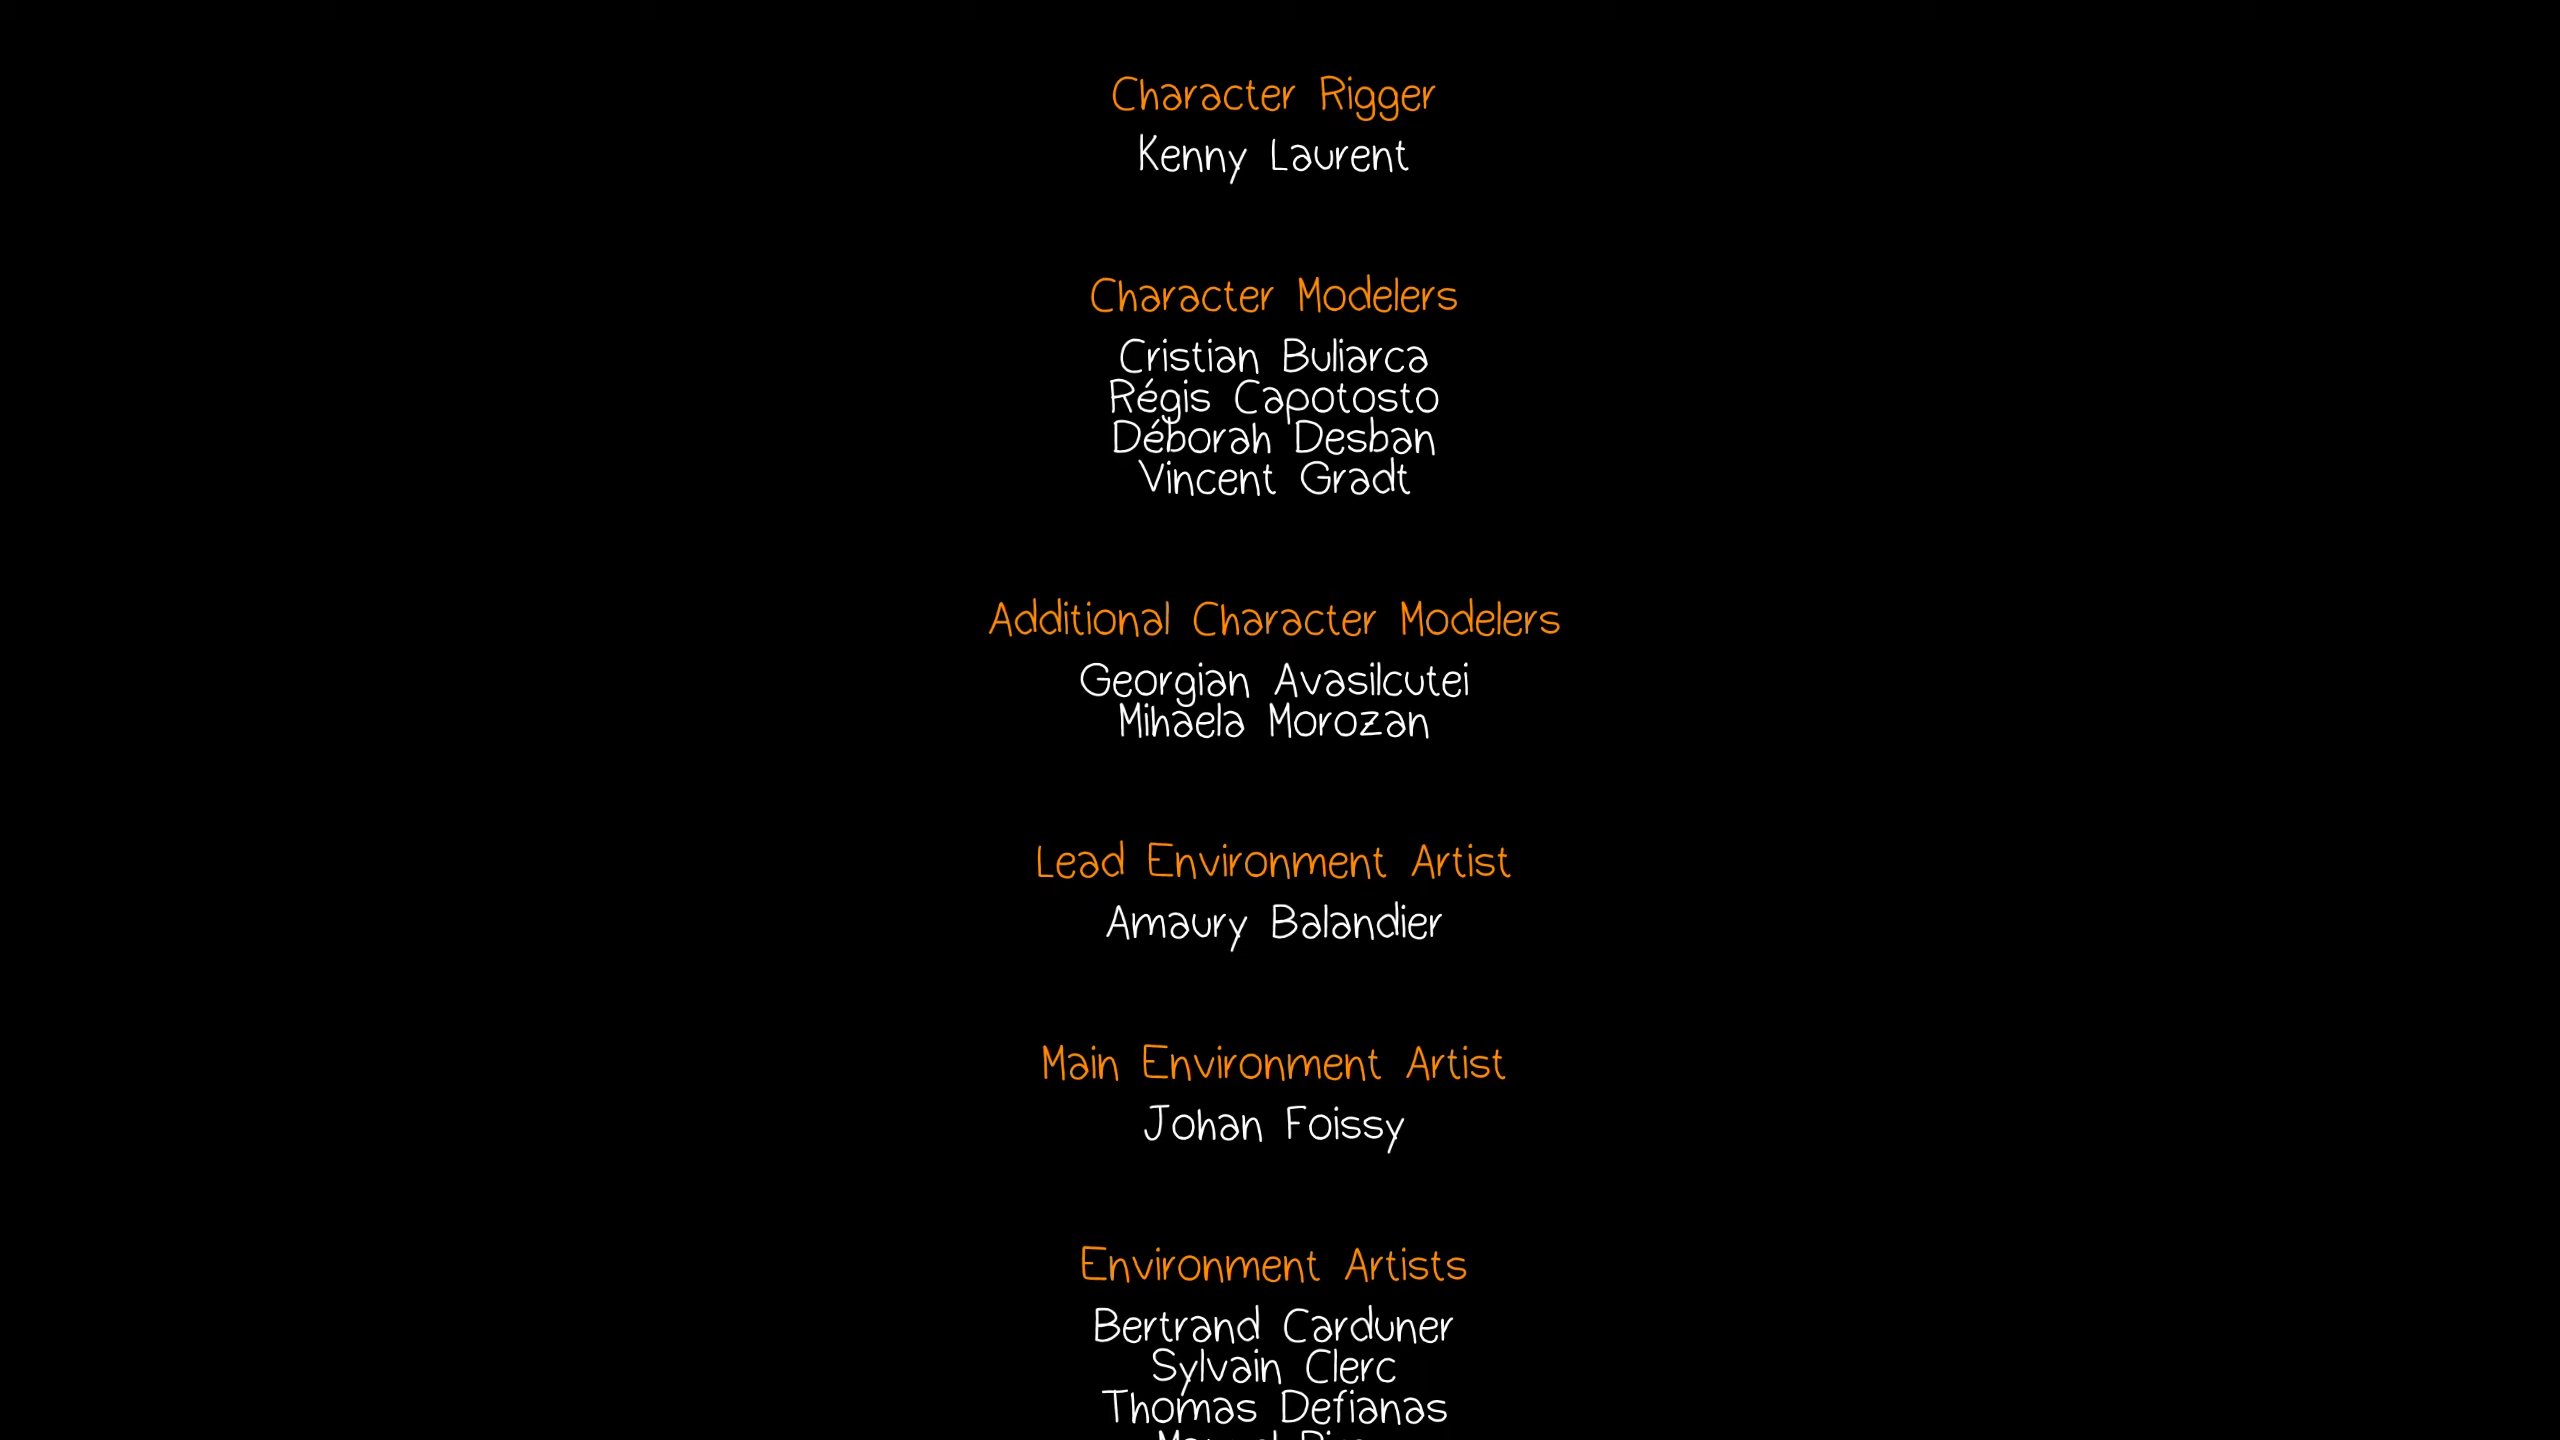 Character Rigger
Kenny Laurent
Character Modelers
Cristian Buliarca
Régis Capotosto
Déborah Desban
Vincent Gradt
Additional Character Modelers
Georgian Avasilcutei
Mihaela Morozan
Lead Environment Artist
Amaury Balandier
Main Environment Artist
Johan Foissy
Environment Artists
Bertrand Carduner
Sylvain Clerc
Thomas Defianas